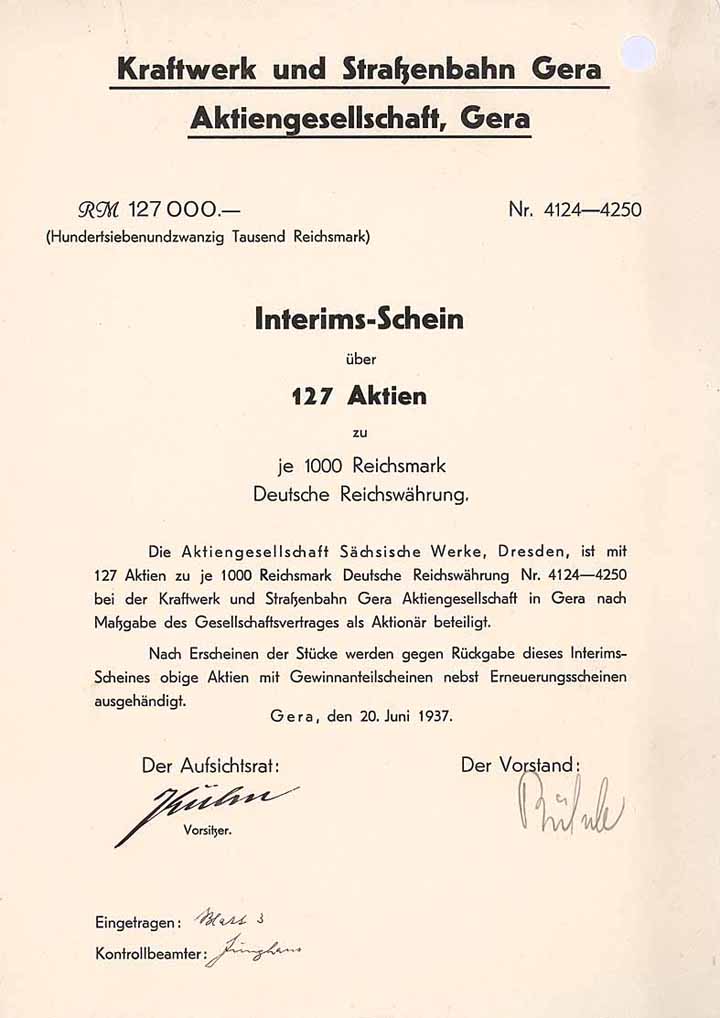 Kraftwerk und Straßenbahn Gera
Aktiengesellschaft, Gera
RM 127 000.— Nr. 4124—4250
(Hundertsiebenundzwanzig Tausend Reichsmark)
Interims-Schein
über
127 Aktien
zu
je 1000 Reichsmark
Deutsche Reichswährung.
Die Aktiengesellschaft Sächsische Werke, Dresden, ist mit
127 Aktien zu je 1000 Reichsmark Deutsche Reichswährung Nr. 4124—4250
bei der Kraftwerk und Straßenbahn Gera Aktiengesellschaft in Gera nach
Maßgabe des Gesellschaftsvertrages als Aktionär beteiligt.
Nach Erscheinen der Stücke werden gegen Rückgabe dieses Interims-
Scheines obige Aktien mit Gewinnanteilscheinen nebst Erneuerungsscheinen
ausgehändigt.
Gera, den 20. Juni 1937.
Der Aufsichtsrat: Der Vorstand:
Vorsitzer.
Eingetragen: Blatt 3
Kontrollbeamter: Junghans